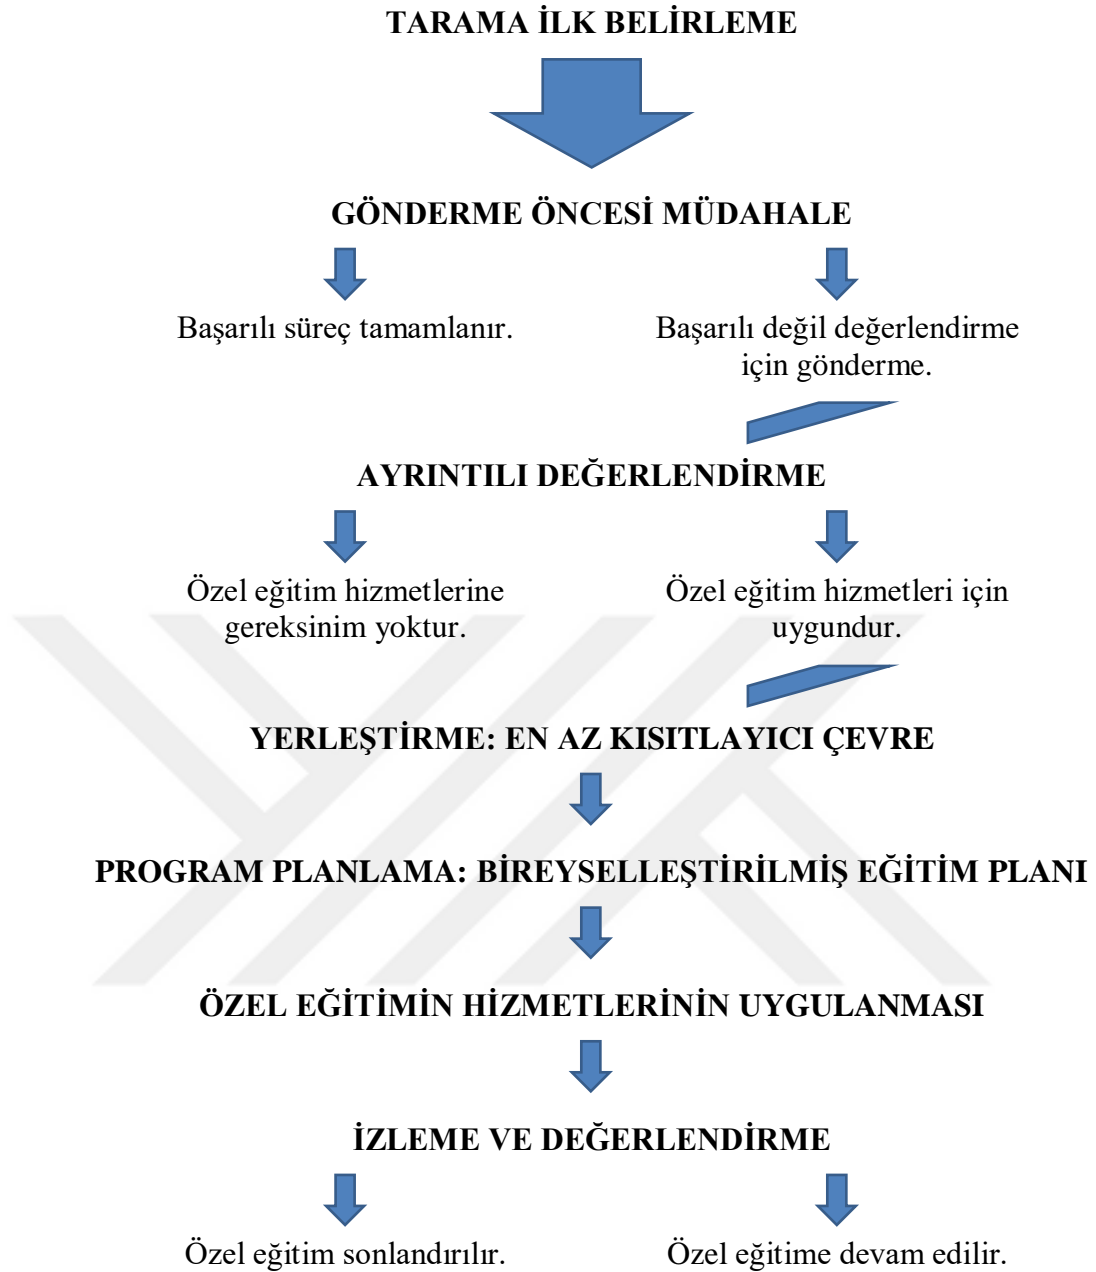 TARAMA İLK BELİRLEME
GÖNDERME ÖNCESİ MÜDAHALE
Başarılı süreç tamamlanır.
Başarılı değil değerlendirme
için gönderme.
AYRINTILI DEĞERLENDİRME
Özel eğitim hizmetlerine
gereksinim yoktur.
Özel eğitim hizmetleri için
uygundur.
YERLEŞTİRME: EN AZ KISITLAYICI ÇEVRE
PROGRAM PLANLAMA: BİREYSELLEŞTİRİLMİŞ EĞİTİM PLANI
ÖZEL EĞİTİMİN HİZMETLERİNİN UYGULANMASI
İZLEME VE DEĞERLENDİRME
Özel eğitim sonlandırılır.
Özel eğitime devam edilir.